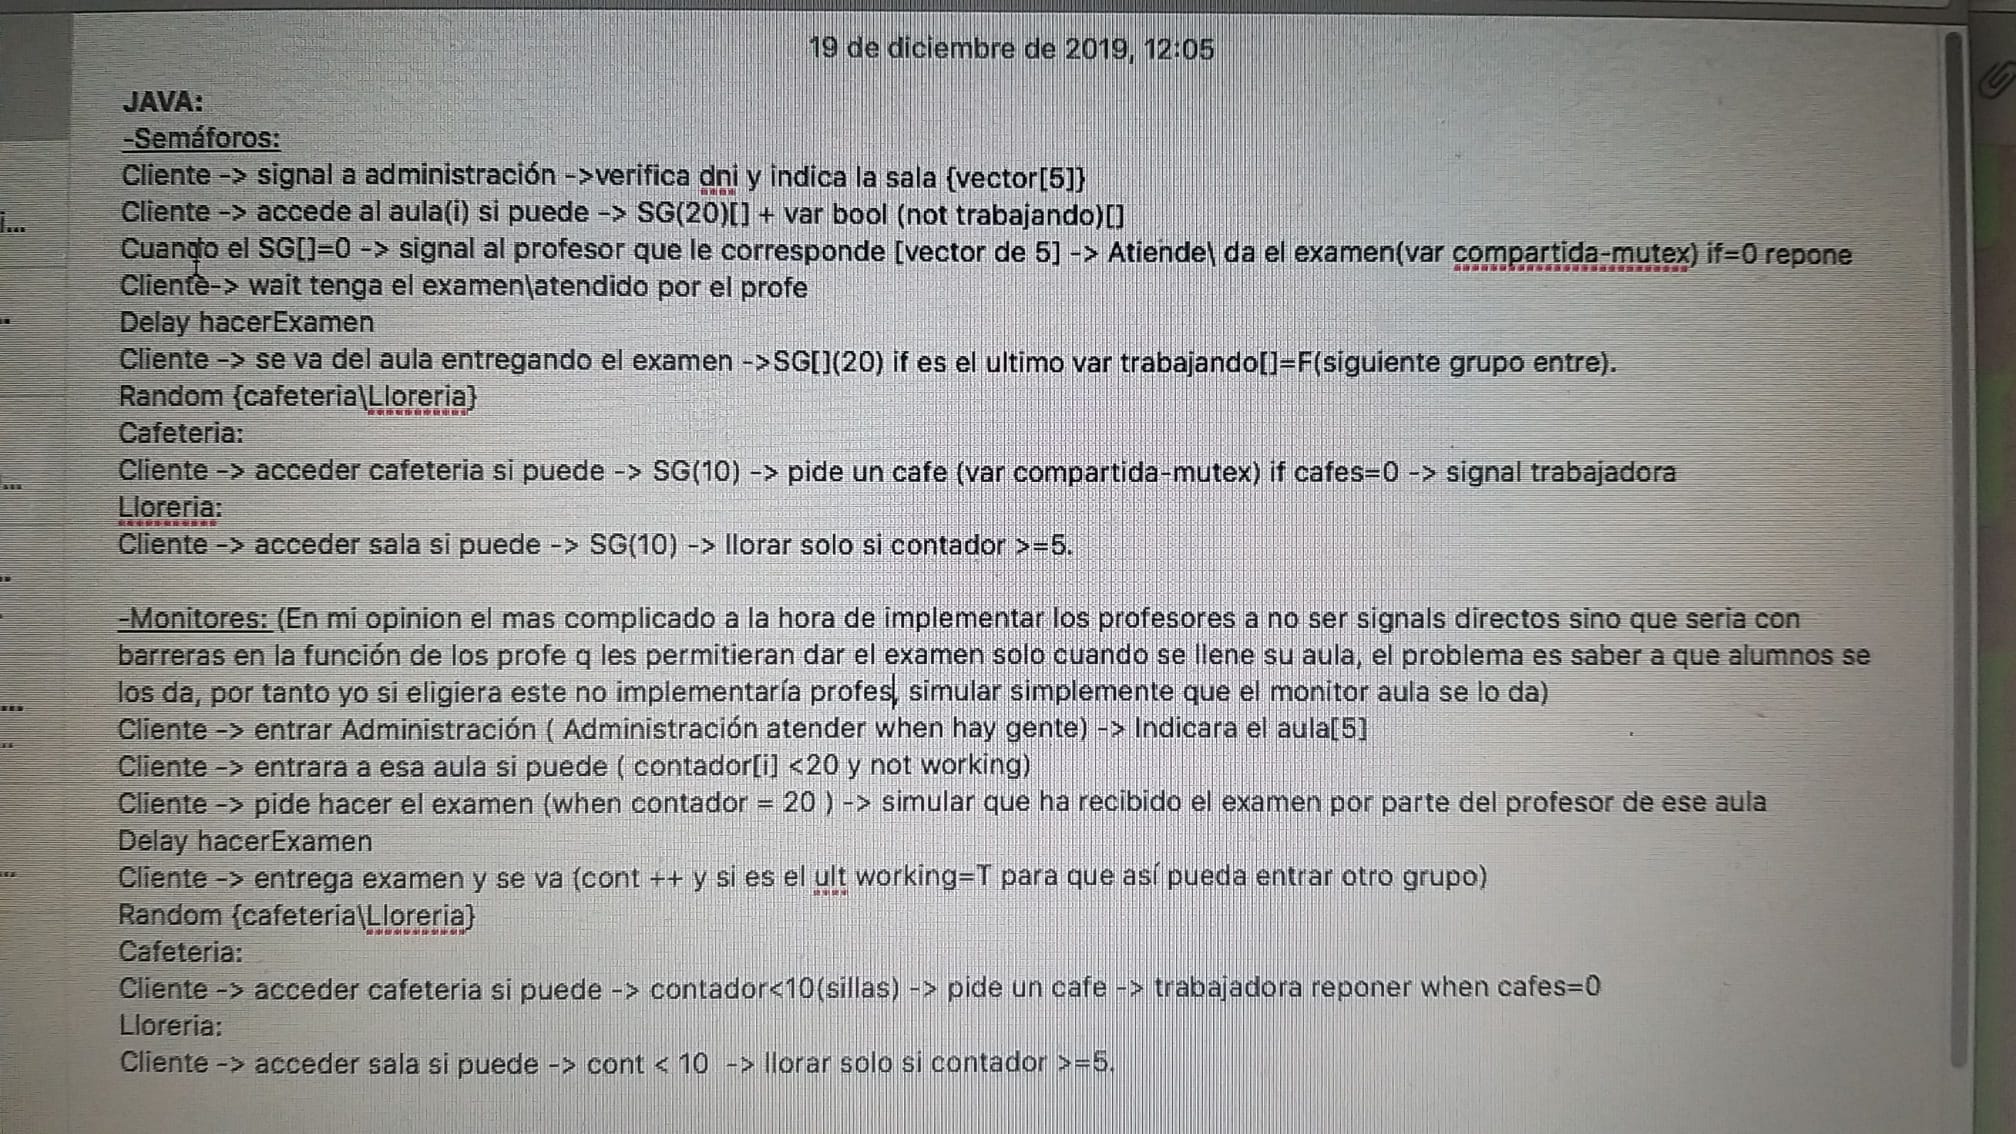 19 de diciembre de 2019, 12:05
JAVA:
-Semáforos:
Cliente -> signal a administración ->verifica dni y indica la sala {vector[5]}
Cliente -> accede al aula(i) si puede -> SG(20)[] + var bool (not trabajando)[]
Cuando el SG[]=0 -> signal al profesor que le corresponde [vector de 5] -> Atiende\ da el examen(var compartida-mutex) if=0 repone
Cliente-> wait tenga el examen\atendido por el profe
Delay hacerExamen
Cliente -> se va del aula entregando el examen ->SG[](20) if es el ultimo var trabajando[]=F(siguiente grupo entre).
Random {cafeteria\Lloreria}
Cafeteria:
Cliente -> acceder cafeteria si puede -> SG(10) -> pide un cafe (var compartida-mutex) if cafes=0 -> signal trabajadora
Lloreria:
Cliente -> acceder sala si puede -> SG(10) -> llorar solo si contador >=5.
-Monitores: (En mi opinion el mas complicado a la hora de implementar los profesores a no ser signals directos sino que seria con
barreras en la función de los profe q les permitieran dar el examen solo cuando se llene su aula, el problema es saber a que alumnos se
los da, por tanto yo si eligiera este no implementaría profes, simular simplemente que el monitor aula se lo da)
Cliente -> entrar Administración ( Administración atender when hay gente) -> Indicara el aula[5]
Cliente -> entrara a esa aula si puede ( contador[i] <20 y not working)
Cliente -> pide hacer el examen (when contador = 20 ) -> simular que ha recibido el examen por parte del profesor de ese aula
Delay hacerExamen
Cliente -> entrega examen y se va (cont ++ y si es el ult working=T para que así pueda entrar otro grupo)
Random {cafeteria\Lloreria}
Cafeteria:
Cliente -> acceder cafeteria si puede -> contador<10(sillas) -> pide un cafe -> trabajadora reponer when cafes=0
Lloreria:
Cliente -> acceder sala si puede -> cont < 10  -> llorar solo si contador >=5.